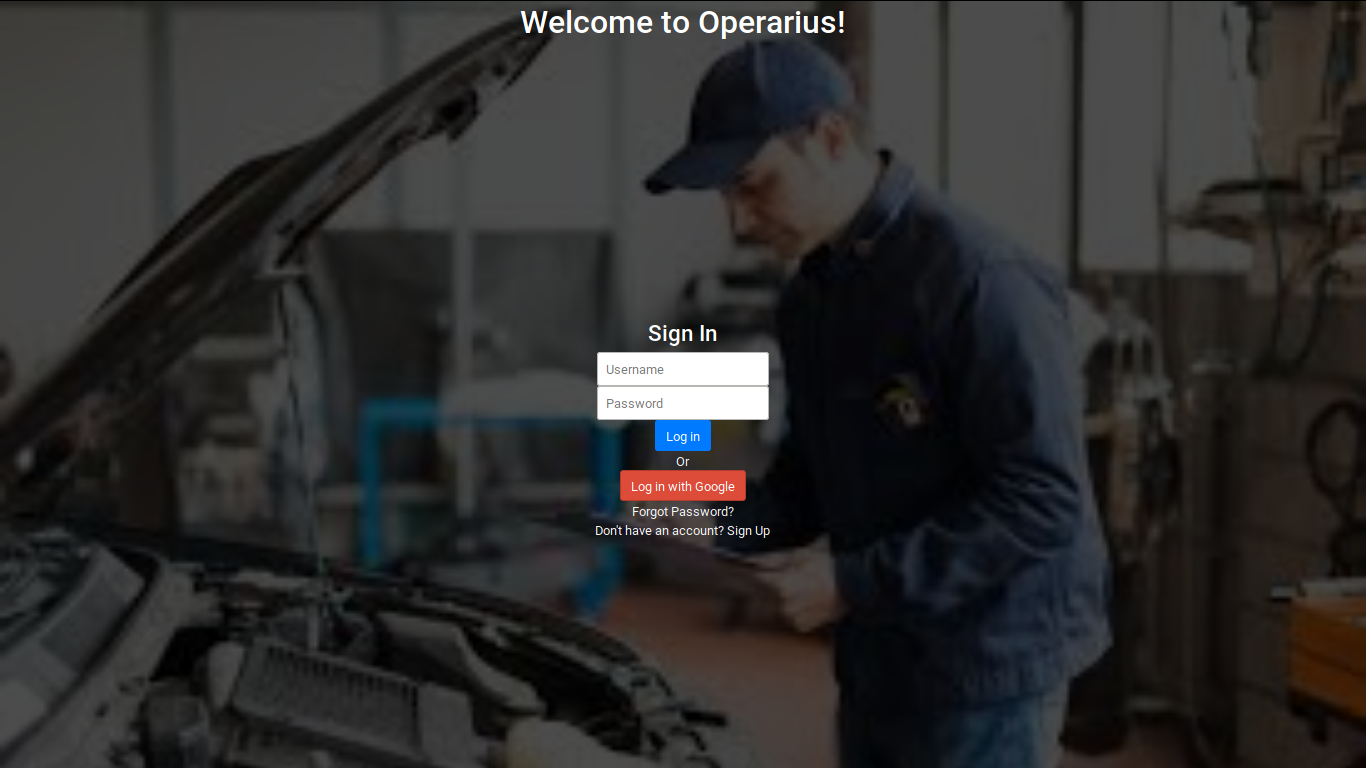 Welcome to Operarius!
Sign In
Username
Password
Log in
Or
Log in with Google
Forgot Password?
Don't have an account? Sign Up